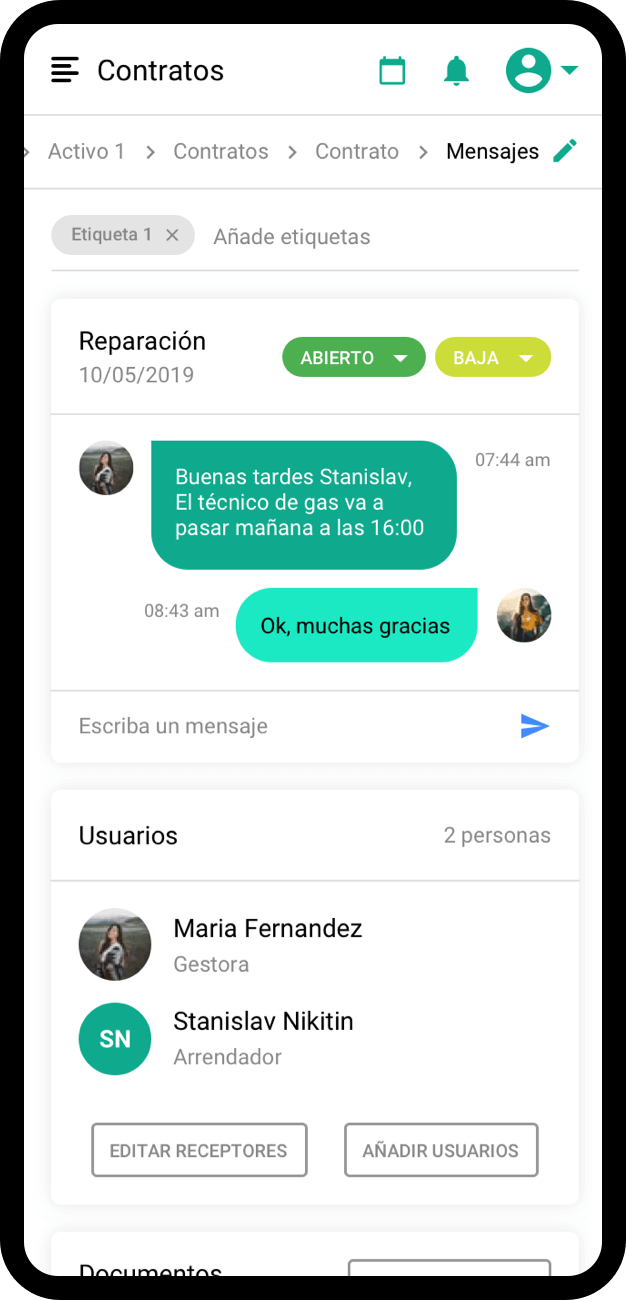 Contratos
Activo 1 > Contratos > Contrato > Mensajes
Etiqueta 1 × Añade etiquetas
Reparación
10/05/2019
ABIERTO
BAJA
07:44 am
Buenas tardes Stanislav,
El técnico de gas va a
pasar mañana a las 16:00
08:43 am
Ok, muchas gracias
Escriba un mensaje
Usuarios
2 personas
Maria Fernandez
Gestora
SN
Stanislav Nikitin
Arrendador
EDITAR RECEPTORES
AÑADIR USUARIOS
Documentos